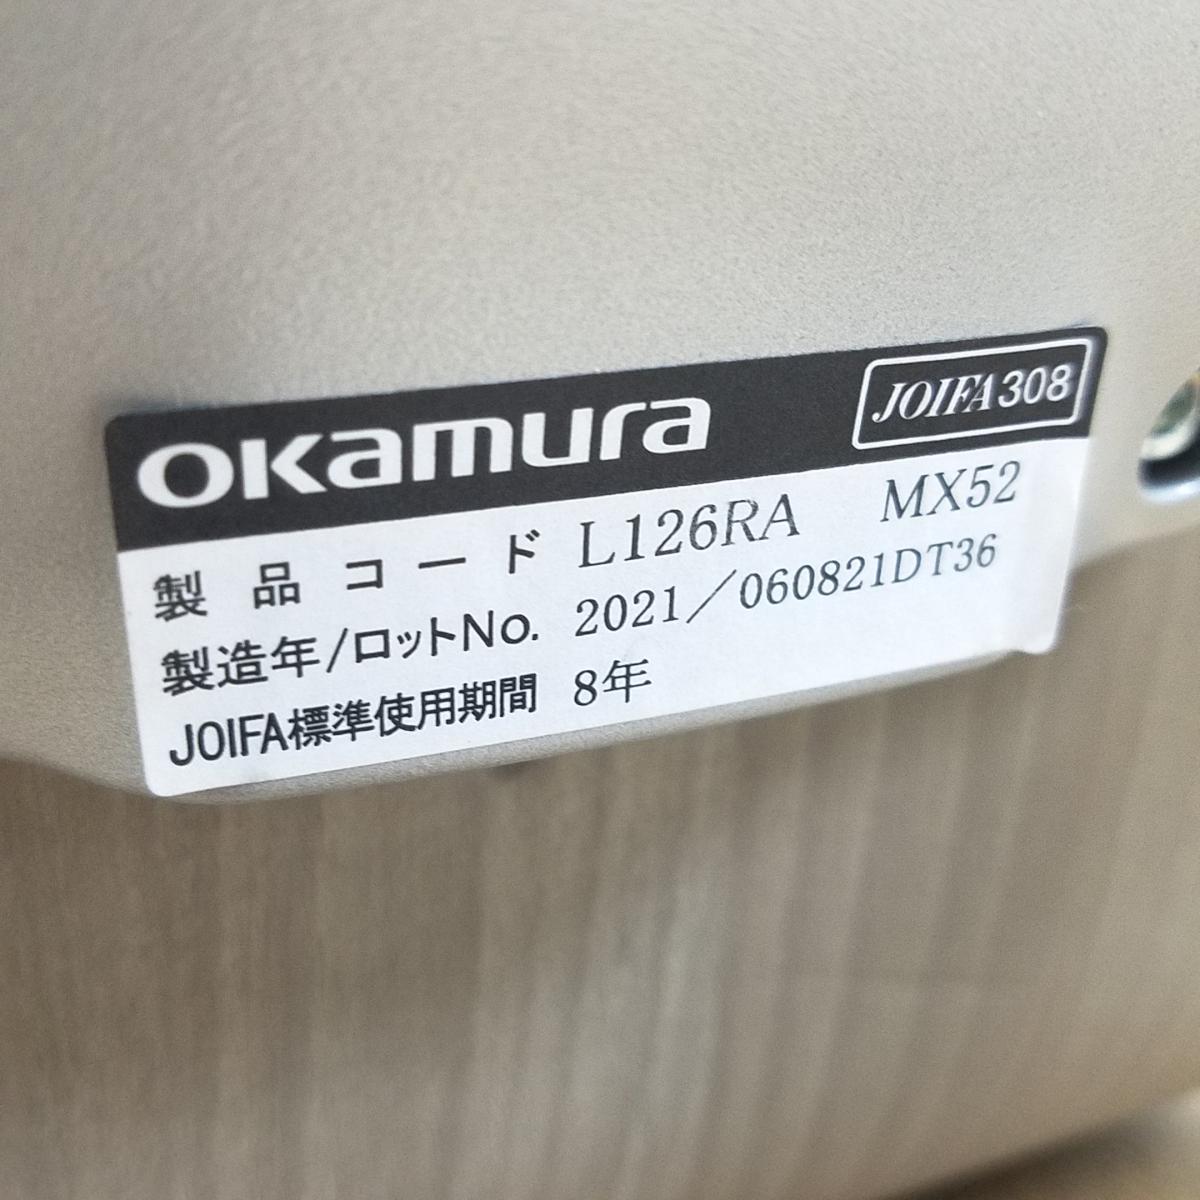 okamura JOIFA308
製品コード L126RA MX52
製造年/ロットNo. 2021／060821DT36
JOIFA標準使用期間 8年